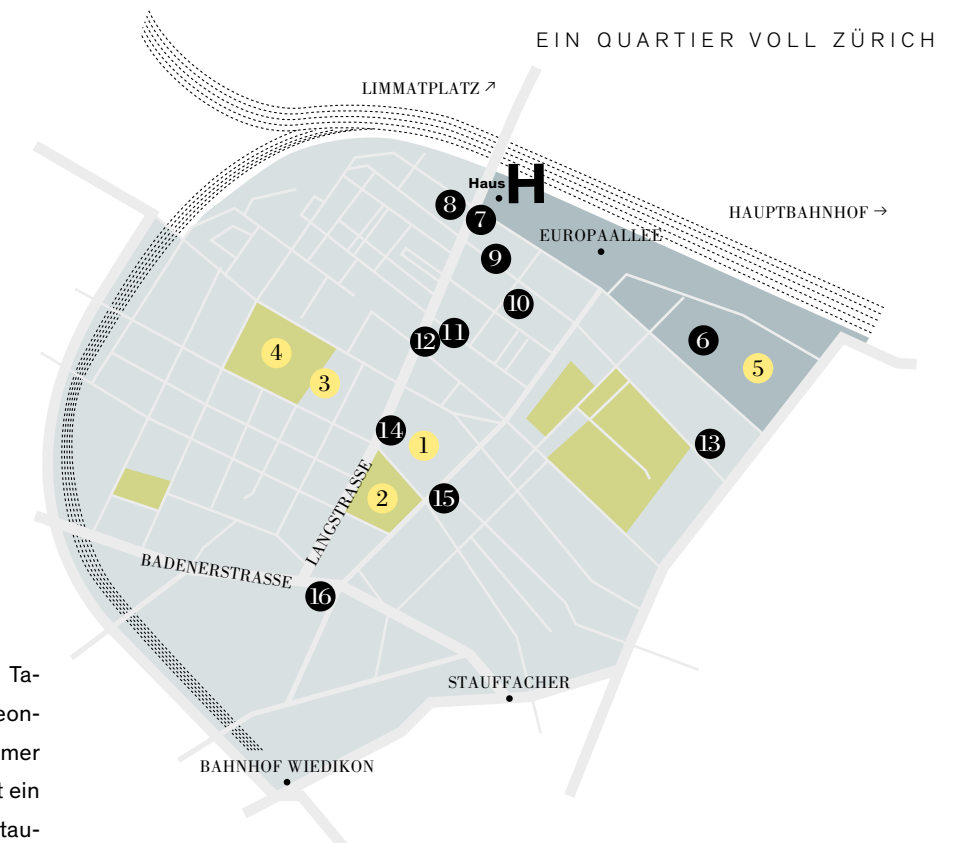 EIN QUARTIER VOLL ZÜRICH
LIMMATPLATZ ↗
Haus H
8
7
HAUPTBAHNHOF →
EUROPAALLEE
9
10
11
12
6
4
5
3
14
1
13
LANGSTRASSE
2
15
BADENERSTRASSE
16
Ta-
eon-
mer
t ein
tau-
STAUFFACHER
BAHNHOF WIEDIKON